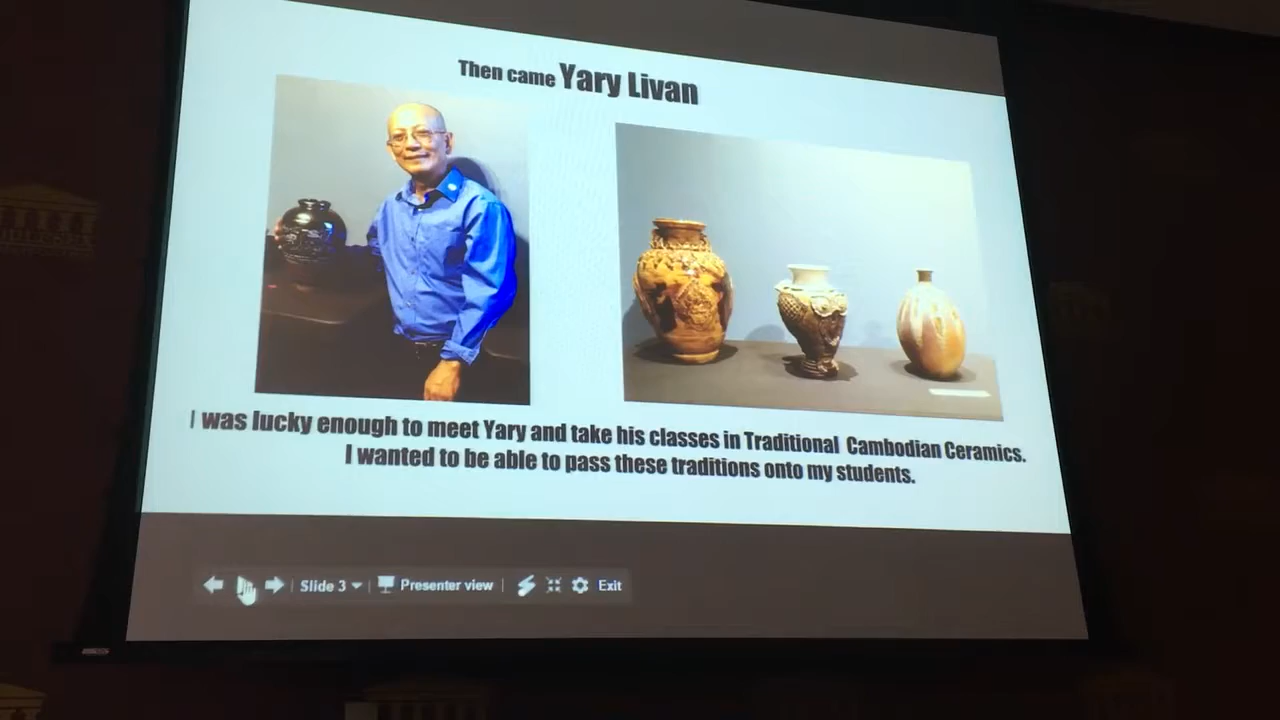 Then came Yary Livan
I was lucky enough to meet Yary and take his classes in Traditional Cambodian Ceramics.
I wanted to be able to pass these traditions onto my students.
Slide 3
Presenter view
Exit